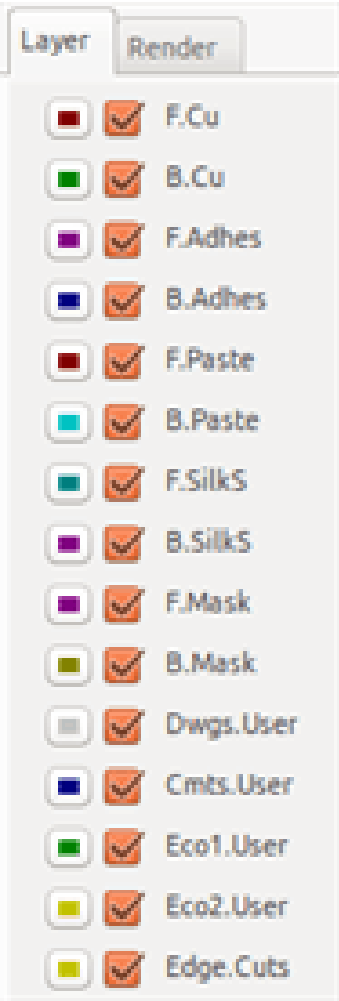 Layer Render
F.Cu
B.Cu
F.Adhes
B.Adhes
F.Paste
B.Paste
F.SilkS
B.SilkS
F.Mask
B.Mask
Dwgs.User
Cmts.User
Eco1.User
Eco2.User
Edge.Cuts